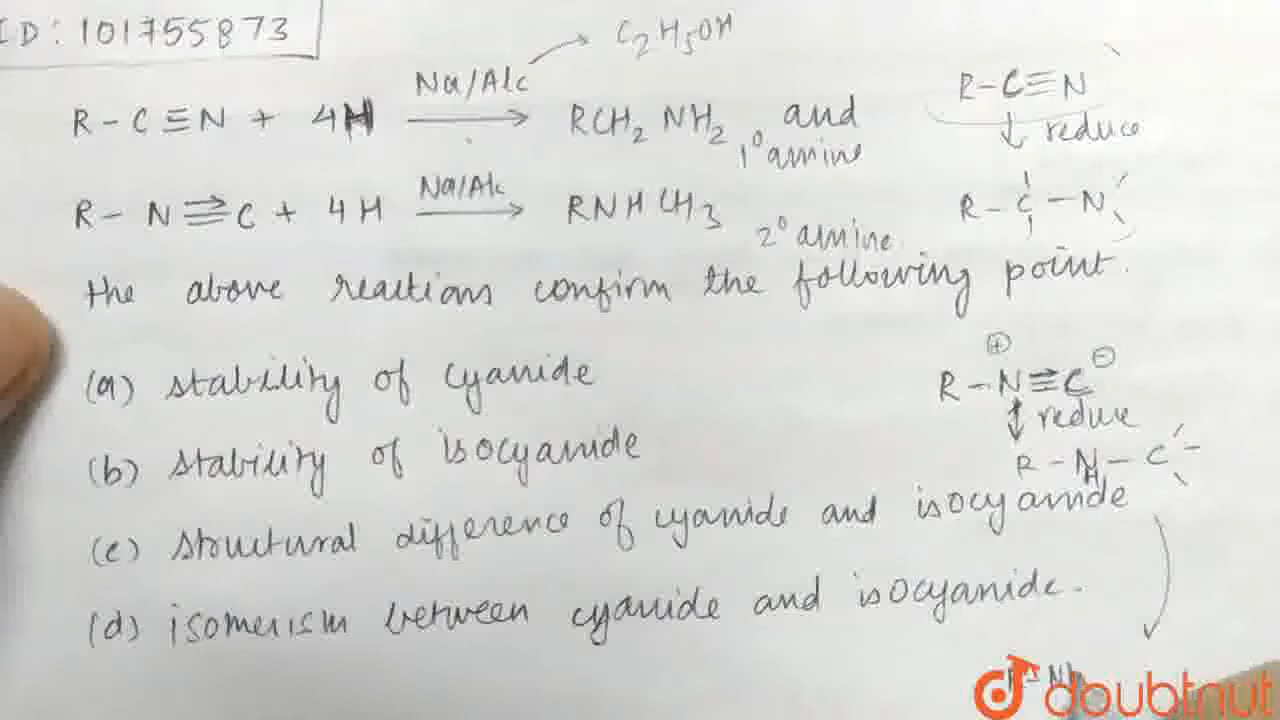 ID: 101755873
Na/Alc → C2H5OH
R-C≡N + 4H → RCH2NH2 and
1° amine
Na/Alc
R-N≡C + 4H → RNHCH3
2° amine
the above reactions confirm the following point.
(a) stability of cyanide
(b) stability of isocyanide
(c) structural difference of cyanide and isocyanide
(d) isomerism between cyanide and isocyanide.
R-C≡N
↓ reduce
R-C-N
⊕ ⊖
R-N≡C
↓ reduce
R-N-C
H
doubtnut